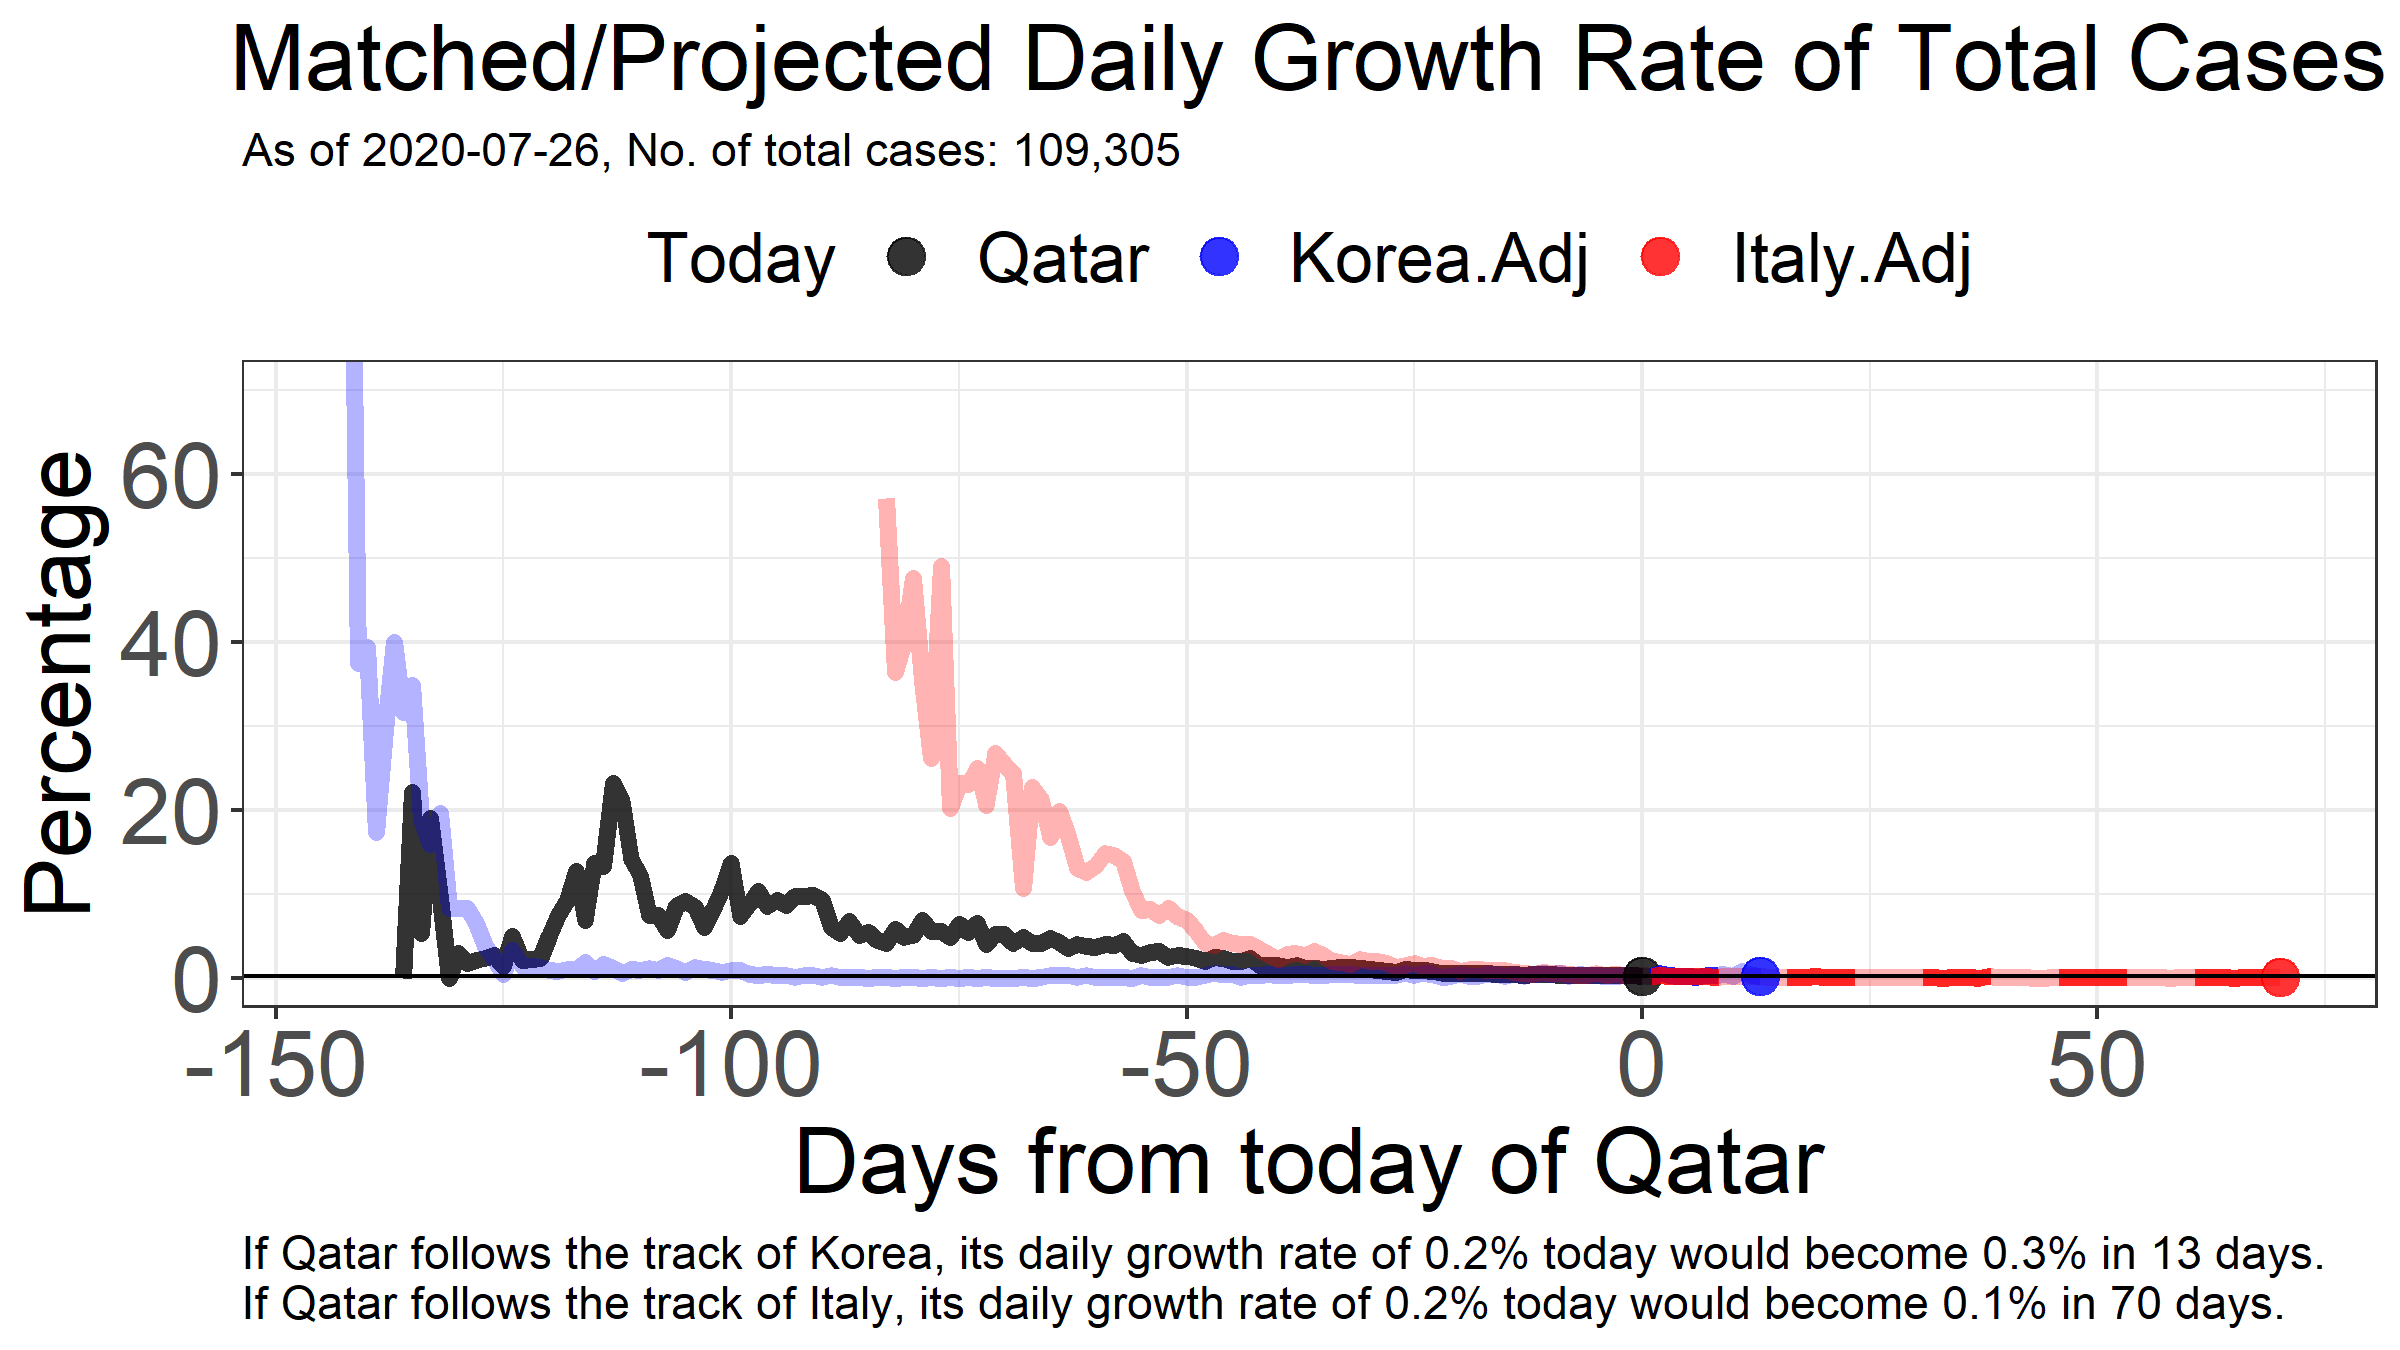 Matched/Projected Daily Growth Rate of Total Cases
As of 2020-07-26, No. of total cases: 109,305
Today Qatar Korea.Adj Italy.Adj
Percentage
60
40
20
0
-150 -100 -50 0 50
Days from today of Qatar
If Qatar follows the track of Korea, its daily growth rate of 0.2% today would become 0.3% in 13 days.
If Qatar follows the track of Italy, its daily growth rate of 0.2% today would become 0.1% in 70 days.